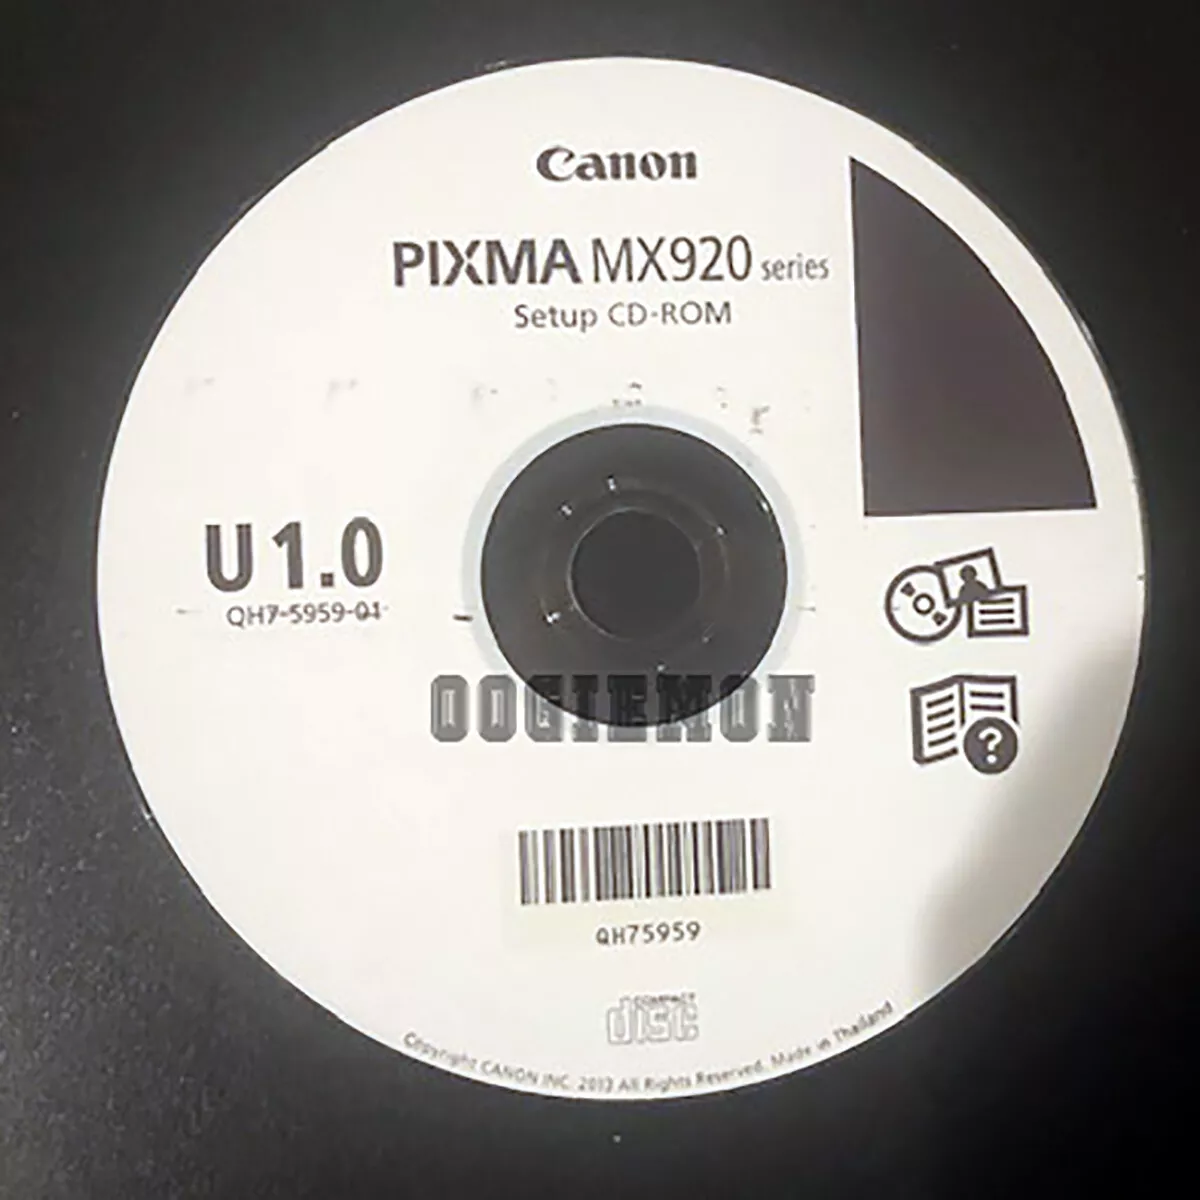 Canon
PIXMA MX920 series
Setup CD-ROM
U1.0
QH7-5959-01
OOGIEMON
?
QH75959
COMPACT
disc
Copyright CANON INC. 2013 All Rights Reserved. Made in Thailand